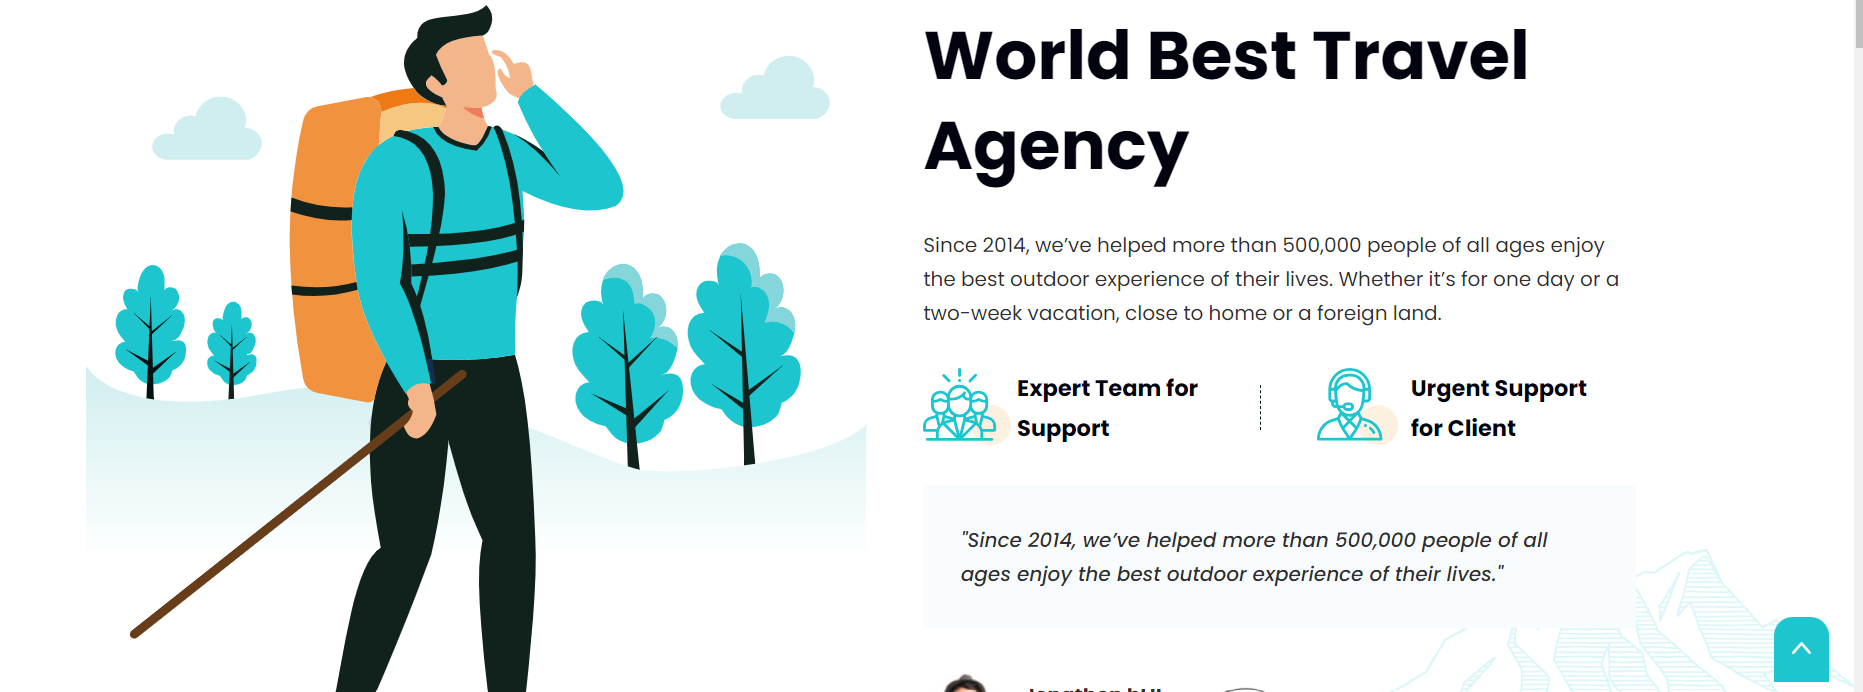 World Best Travel
Agency
Since 2014, we’ve helped more than 500,000 people of all ages enjoy
the best outdoor experience of their lives. Whether it’s for one day or a
two-week vacation, close to home or a foreign land.
Expert Team for
Support
Urgent Support
for Client
"Since 2014, we’ve helped more than 500,000 people of all
ages enjoy the best outdoor experience of their lives."